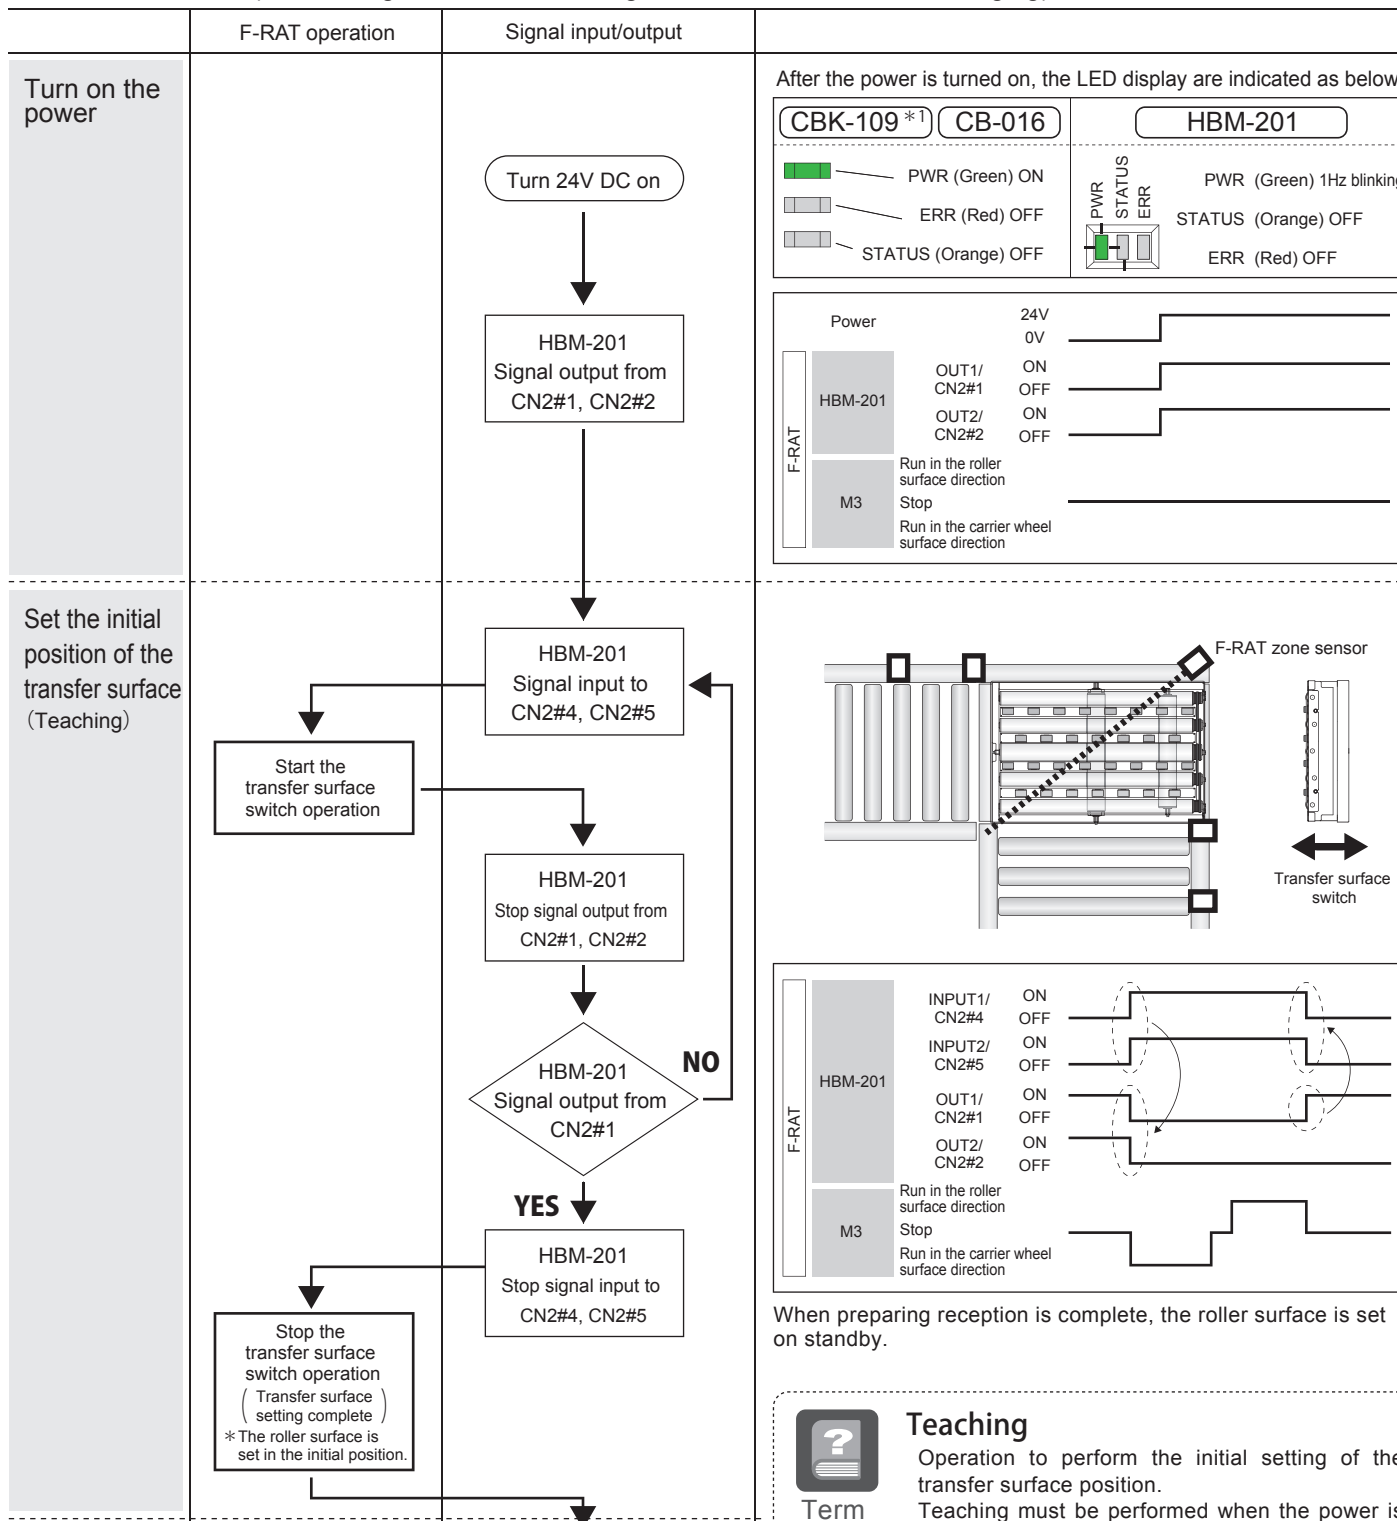 F-RAT operation
Signal input/output
Turn on the
power
Turn 24V DC on
HBM-201
Signal output from
CN2#1, CN2#2
After the power is turned on, the LED display are indicated as below
CBK-109 *1 CB-016
PWR (Green) ON
ERR (Red) OFF
STATUS (Orange) OFF
HBM-201
PWR
STATUS
ERR
PWR (Green) 1Hz blinking
STATUS (Orange) OFF
ERR (Red) OFF
Power
24V
0V
F-RAT
HBM-201
OUT1/
CN2#1
ON
OFF
OUT2/
CN2#2
ON
OFF
M3
Run in the roller
surface direction
Stop
Run in the carrier wheel
surface direction
Set the initial
position of the
transfer surface
(Teaching)
HBM-201
Signal input to
CN2#4, CN2#5
Start the
transfer surface
switch operation
HBM-201
Stop signal output from
CN2#1, CN2#2
HBM-201
Signal output from
CN2#1
NO
YES
HBM-201
Stop signal input to
CN2#4, CN2#5
Stop the
transfer surface
switch operation
(Transfer surface
setting complete)
*The roller surface is
set in the initial position.
F-RAT zone sensor
Transfer surface
switch
F-RAT
HBM-201
INPUT1/
CN2#4
ON
OFF
INPUT2/
CN2#5
ON
OFF
OUT1/
CN2#1
ON
OFF
OUT2/
CN2#2
ON
OFF
M3
Run in the roller
surface direction
Stop
Run in the carrier wheel
surface direction
When preparing reception is complete, the roller surface is set
on standby.
?
Term
Teaching
Operation to perform the initial setting of the
transfer surface position.
Teaching must be performed when the power is